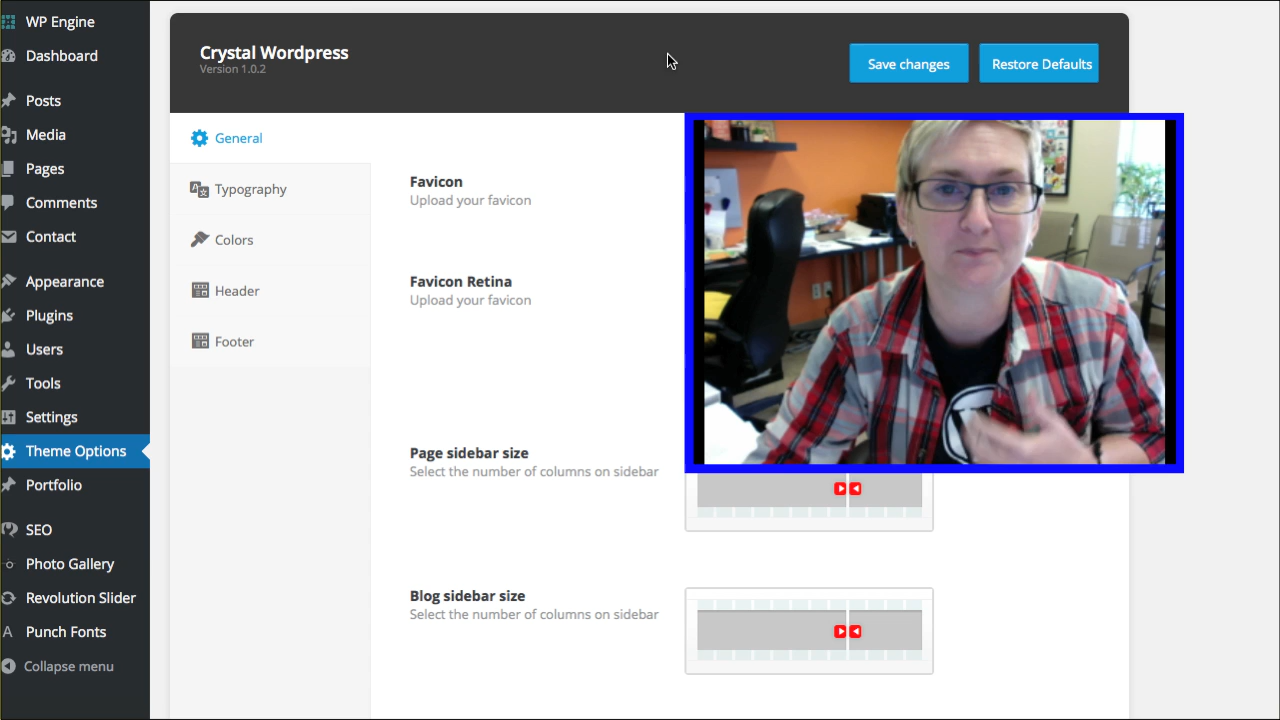 WP Engine
Dashboard
Posts
Media
Pages
Comments
Contact
Appearance
Plugins
Users
Tools
Settings
Theme Options
Portfolio
SEO
Photo Gallery
Revolution Slider
Punch Fonts
Collapse menu
Crystal Wordpress
Version 1.0.2
Save changes
Restore Defaults
General
Typography
Colors
Header
Footer
Favicon
Upload your favicon
Favicon Retina
Upload your favicon
Page sidebar size
Select the number of columns on sidebar
Blog sidebar size
Select the number of columns on sidebar